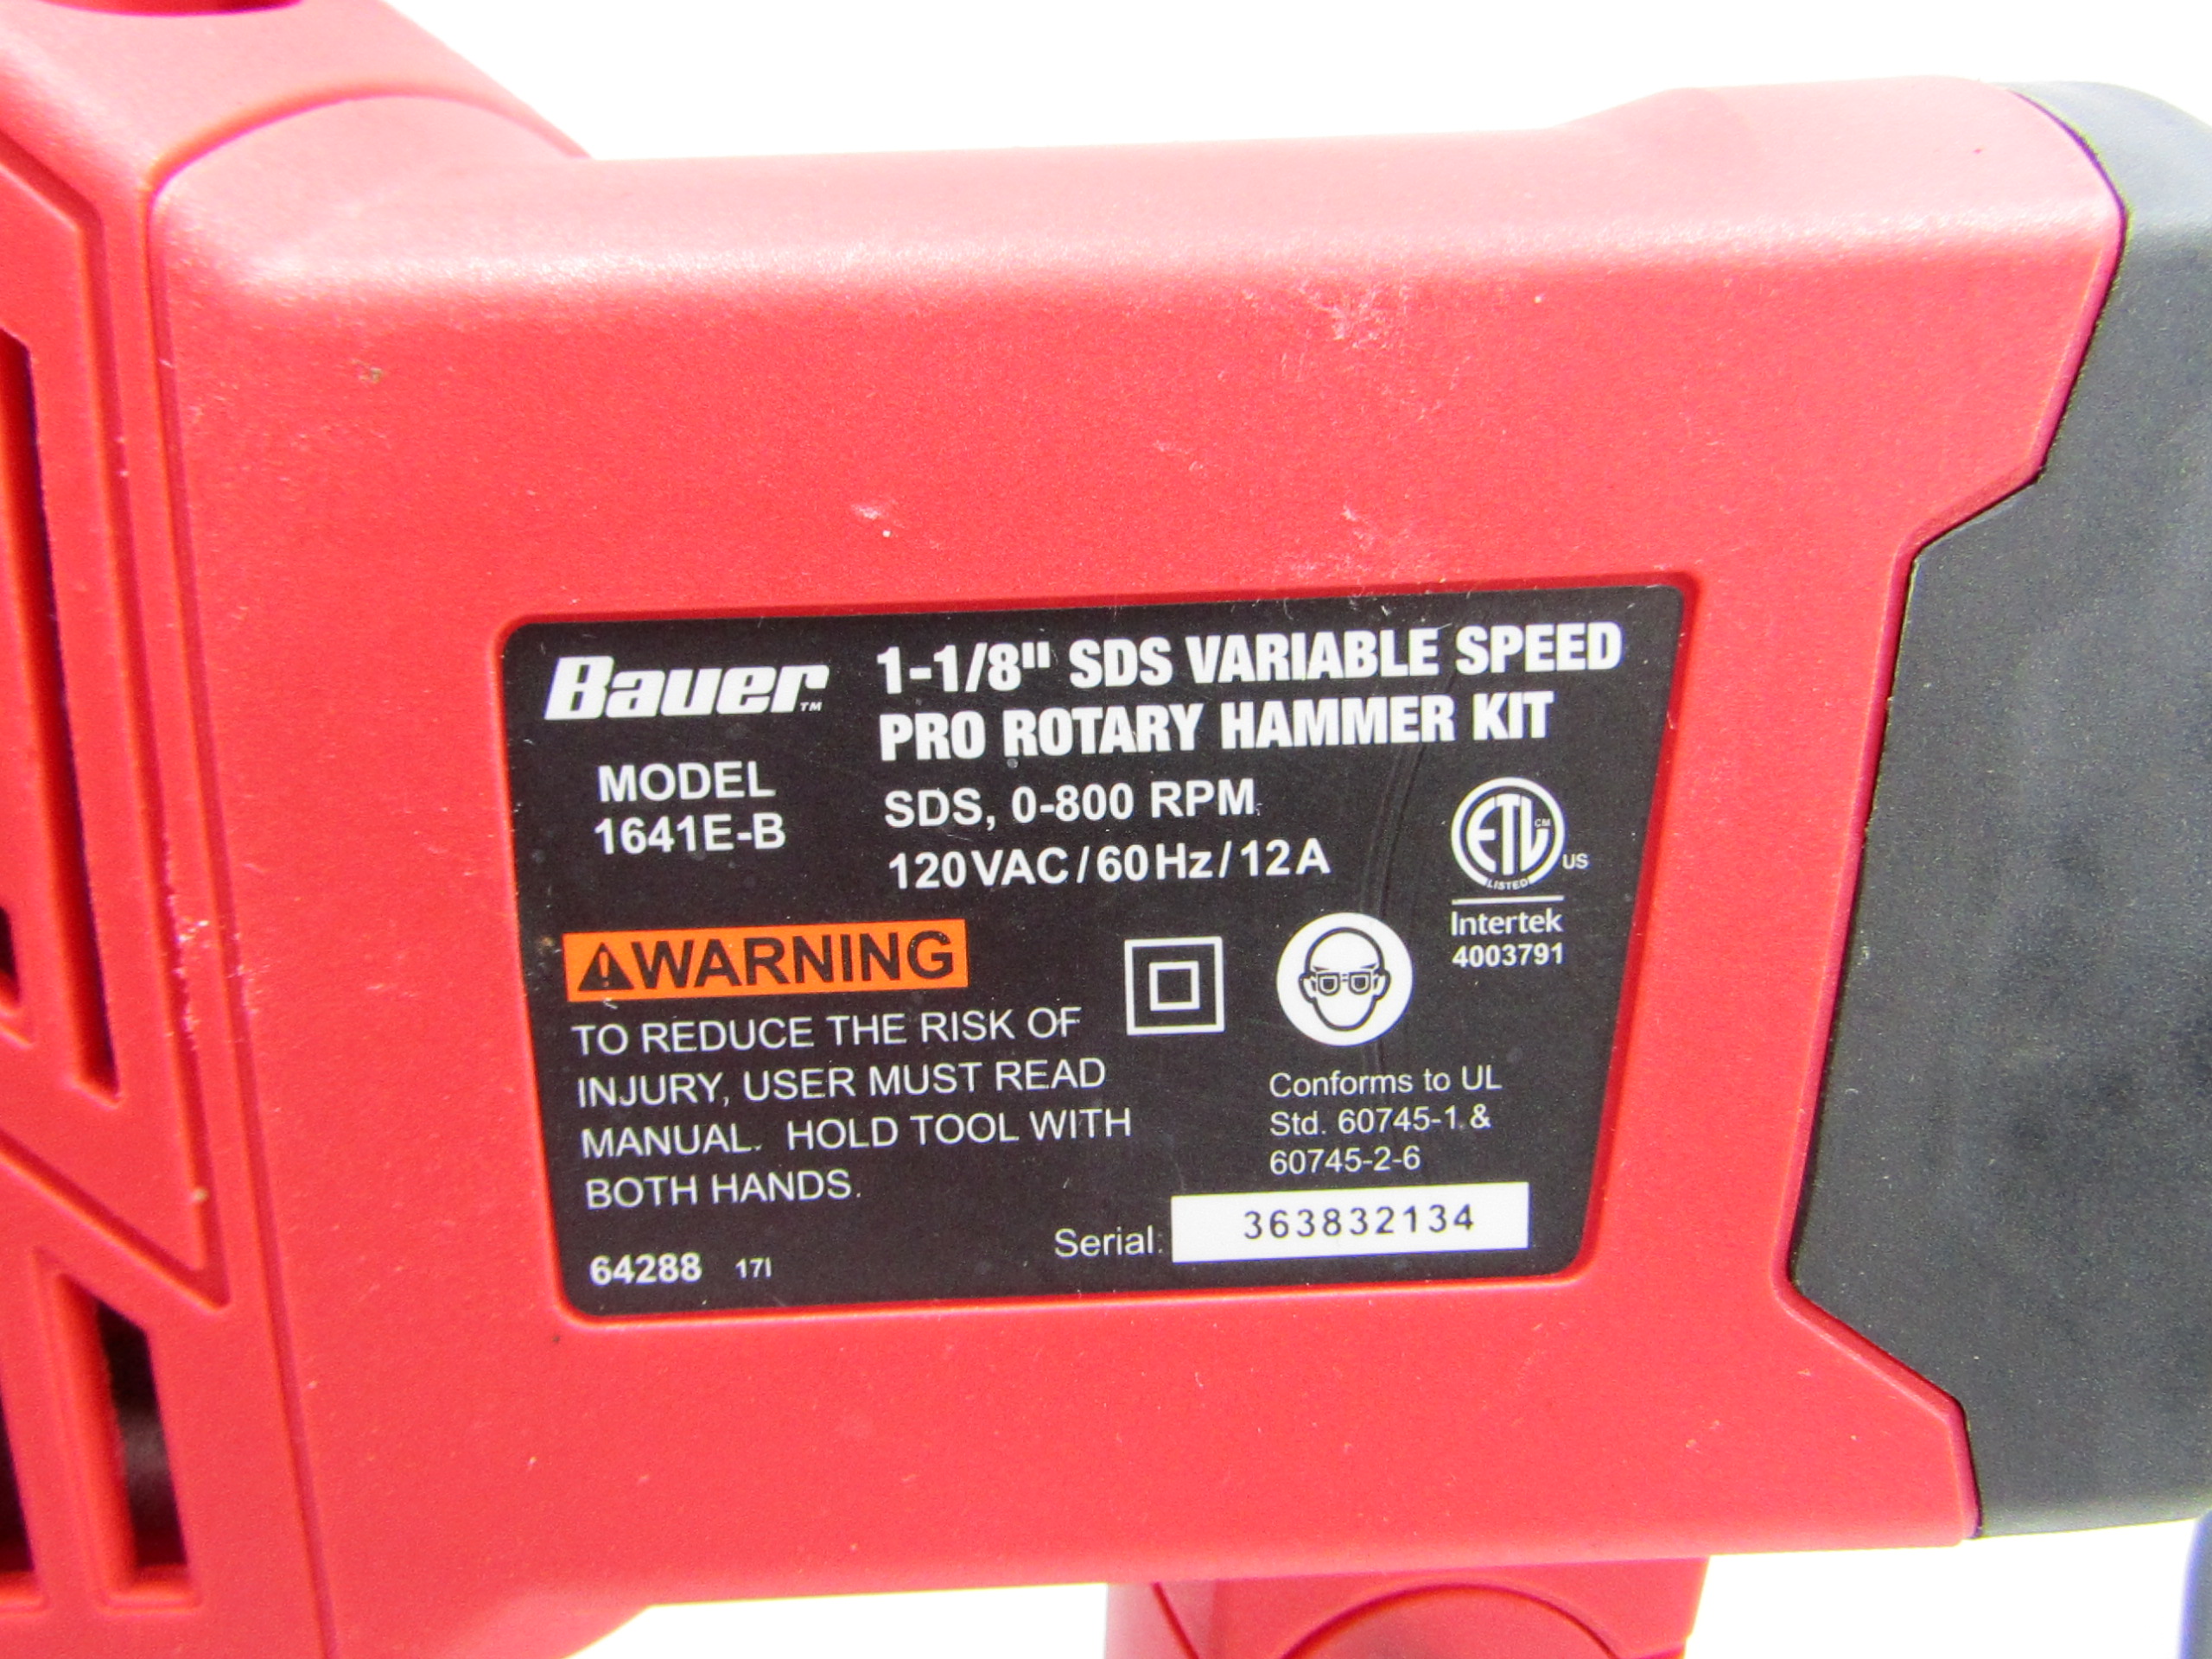 Bauer™
1-1/8" SDS VARIABLE SPEED
PRO ROTARY HAMMER KIT
MODEL
1641E-B
SDS, 0-800 RPM
120VAC/60Hz/12A
ETL CM
LISTED
US
Intertek
4003791
WARNING
TO REDUCE THE RISK OF
INJURY, USER MUST READ
MANUAL. HOLD TOOL WITH
BOTH HANDS.
Conforms to UL
Std. 60745-1 &
60745-2-6
Serial: 363832134
64288 17I